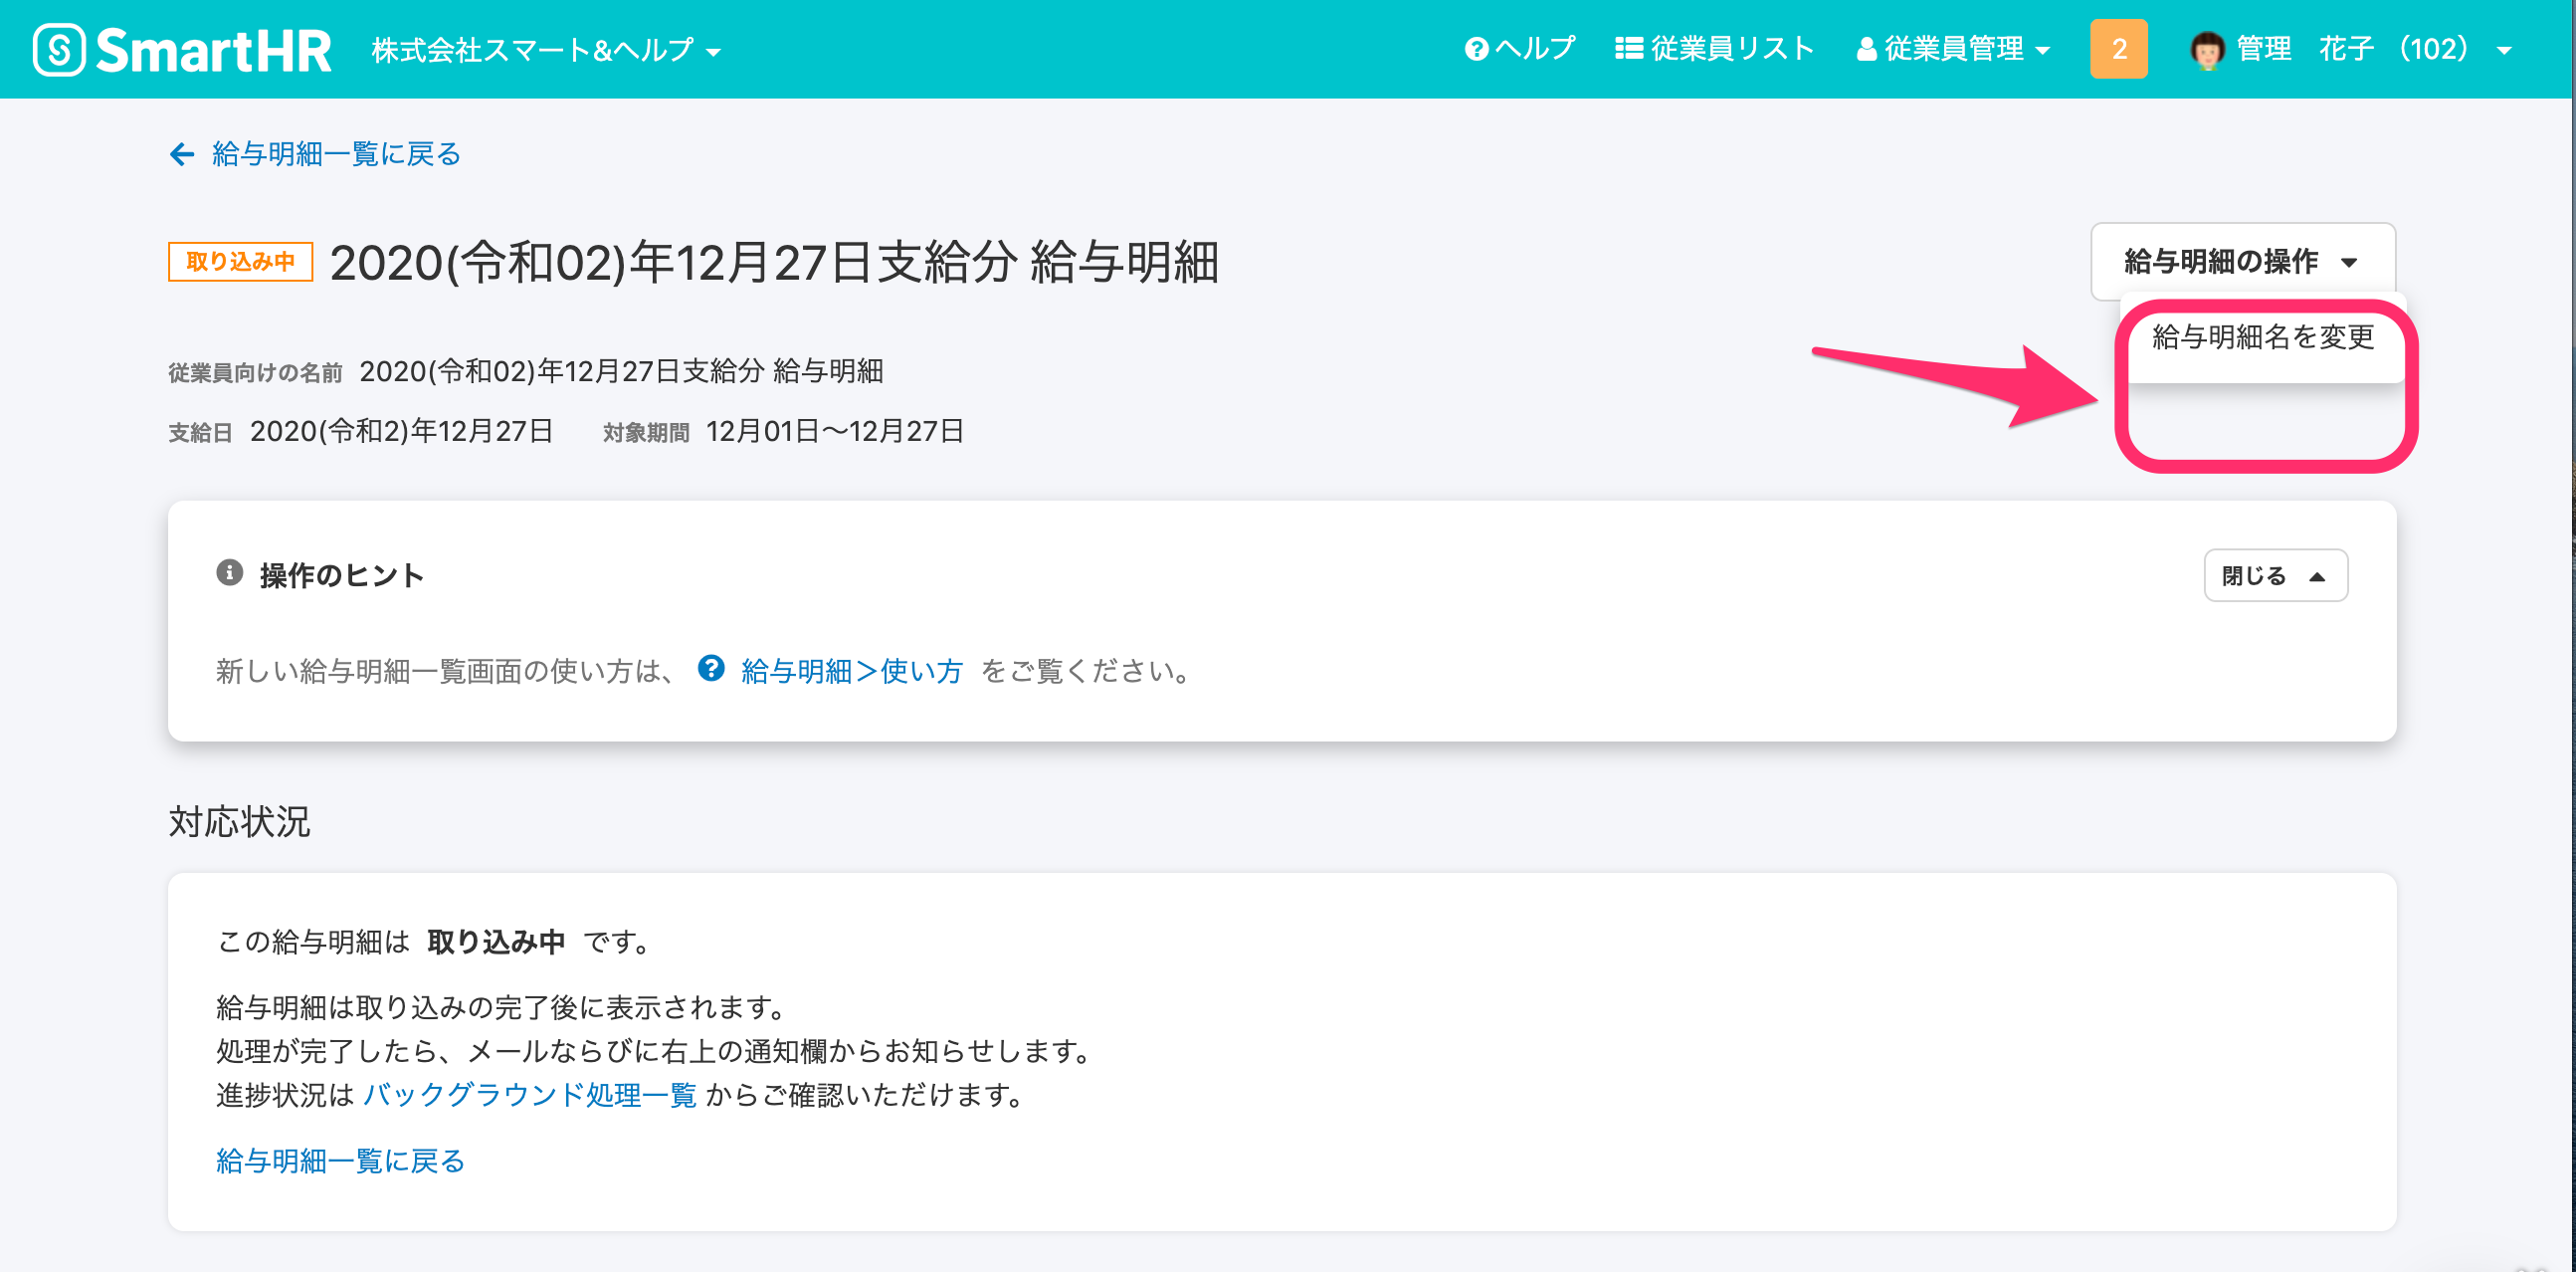 SmartHR 株式会社スマート&ヘルプ ヘルプ 従業員リスト 従業員管理 2 管理 花子 （102）
給与明細一覧に戻る
取り込み中 2020(令和02)年12月27日支給分 給与明細 給与明細の操作
給与明細名を変更
従業員向けの名前 2020(令和02)年12月27日支給分 給与明細
支給日 2020(令和2)年12月27日 対象期間 12月01日〜12月27日
操作のヒント 閉じる
新しい給与明細一覧画面の使い方は、 給与明細＞使い方 をご覧ください。
対応状況
この給与明細は 取り込み中 です。
給与明細は取り込みの完了後に表示されます。
処理が完了したら、メールならびに右上の通知欄からお知らせします。
進捗状況は バックグラウンド処理一覧 からご確認いただけます。
給与明細一覧に戻る